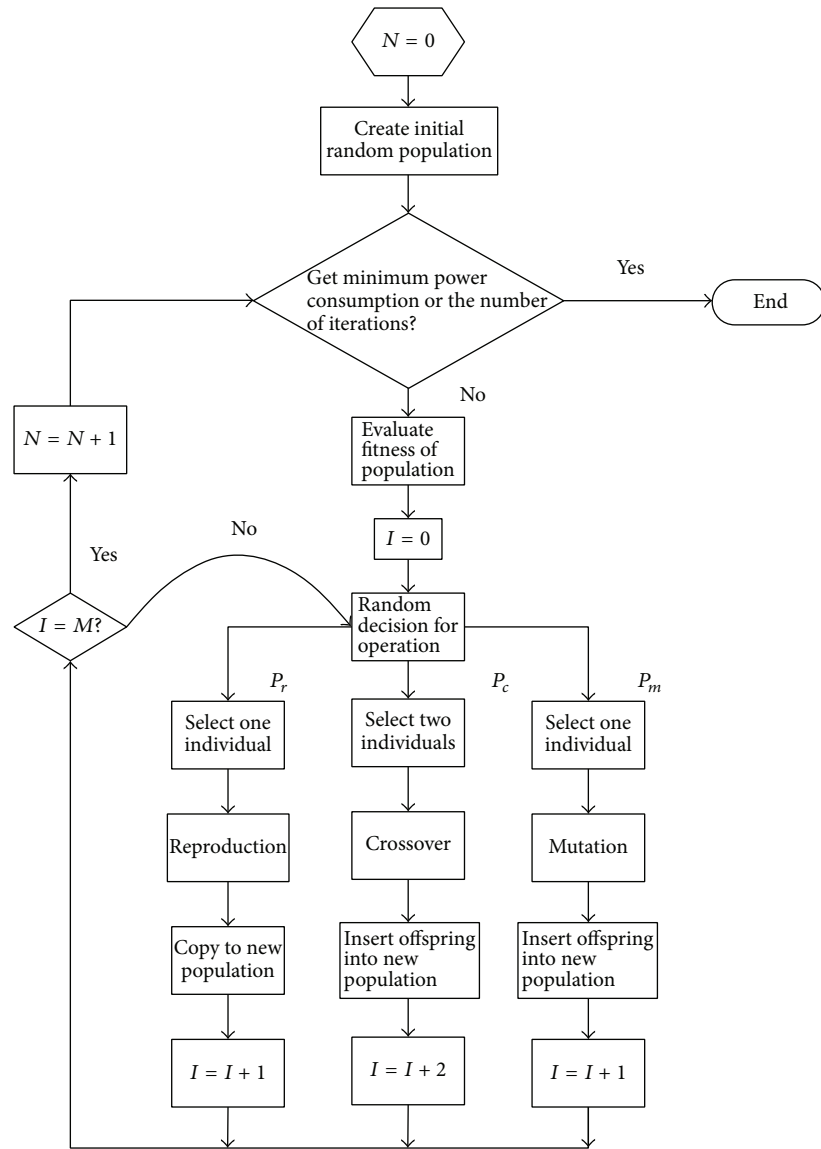 N = 0
Create initial
random population
Get minimum power
consumption or the number
of iterations?
Yes
End
No
N = N + 1
Evaluate
fitness of
population
I = 0
No
Yes
I = M?
Random
decision for
operation
P_r
P_c
P_m
Select one
individual
Select two
individuals
Select one
individual
Reproduction
Crossover
Mutation
Copy to new
population
Insert offspring
into new
population
Insert offspring
into new
population
I = I + 1
I = I + 2
I = I + 1